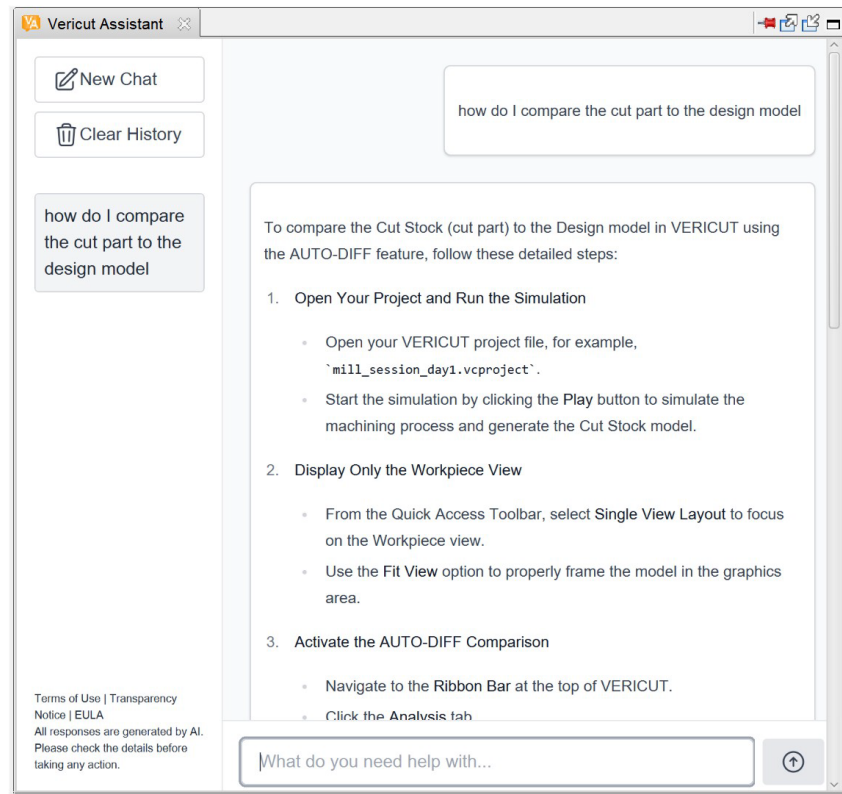 VA Vericut Assistant
New Chat
Clear History
how do I compare
the cut part to the
design model
Terms of Use | Transparency
Notice | EULA
All responses are generated by AI.
Please check the details before
taking any action.
how do I compare the cut part to the design model
To compare the Cut Stock (cut part) to the Design model in VERICUT using
the AUTO-DIFF feature, follow these detailed steps:
1. Open Your Project and Run the Simulation
Open your VERICUT project file, for example,
`mill_session_day1.vcproject`.
Start the simulation by clicking the Play button to simulate the
machining process and generate the Cut Stock model.
2. Display Only the Workpiece View
From the Quick Access Toolbar, select Single View Layout to focus
on the Workpiece view.
Use the Fit View option to properly frame the model in the graphics
area.
3. Activate the AUTO-DIFF Comparison
Navigate to the Ribbon Bar at the top of VERICUT.
Click the Analysis tab
What do you need help with...